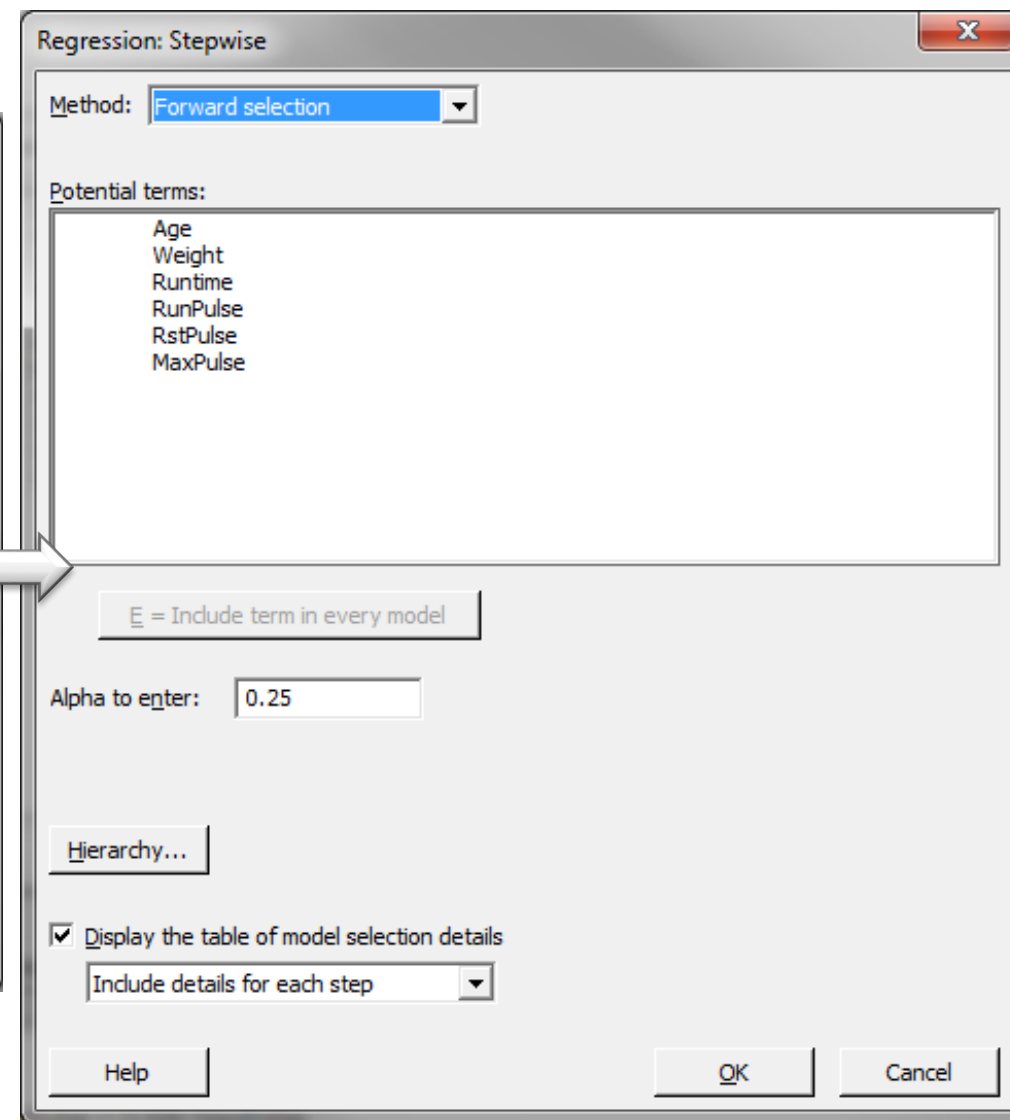 Regression: Stepwise
Method: Forward selection
Potential terms:
Age
Weight
Runtime
RunPulse
RstPulse
MaxPulse
E = Include term in every model
Alpha to enter: 0.25
Hierarchy...
Display the table of model selection details
Include details for each step
Help OK Cancel